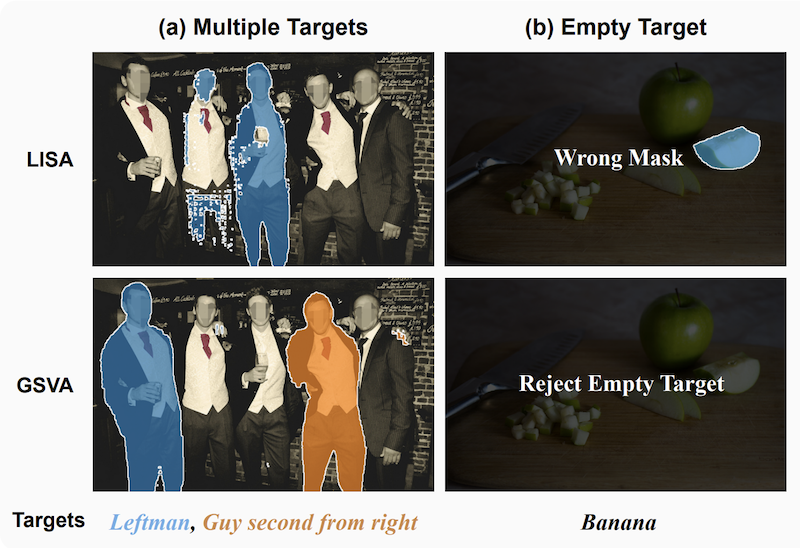 (a) Multiple Targets
(b) Empty Target
LISA
Wrong Mask
GSVA
Reject Empty Target
Targets
Leftman, Guy second from right
Banana